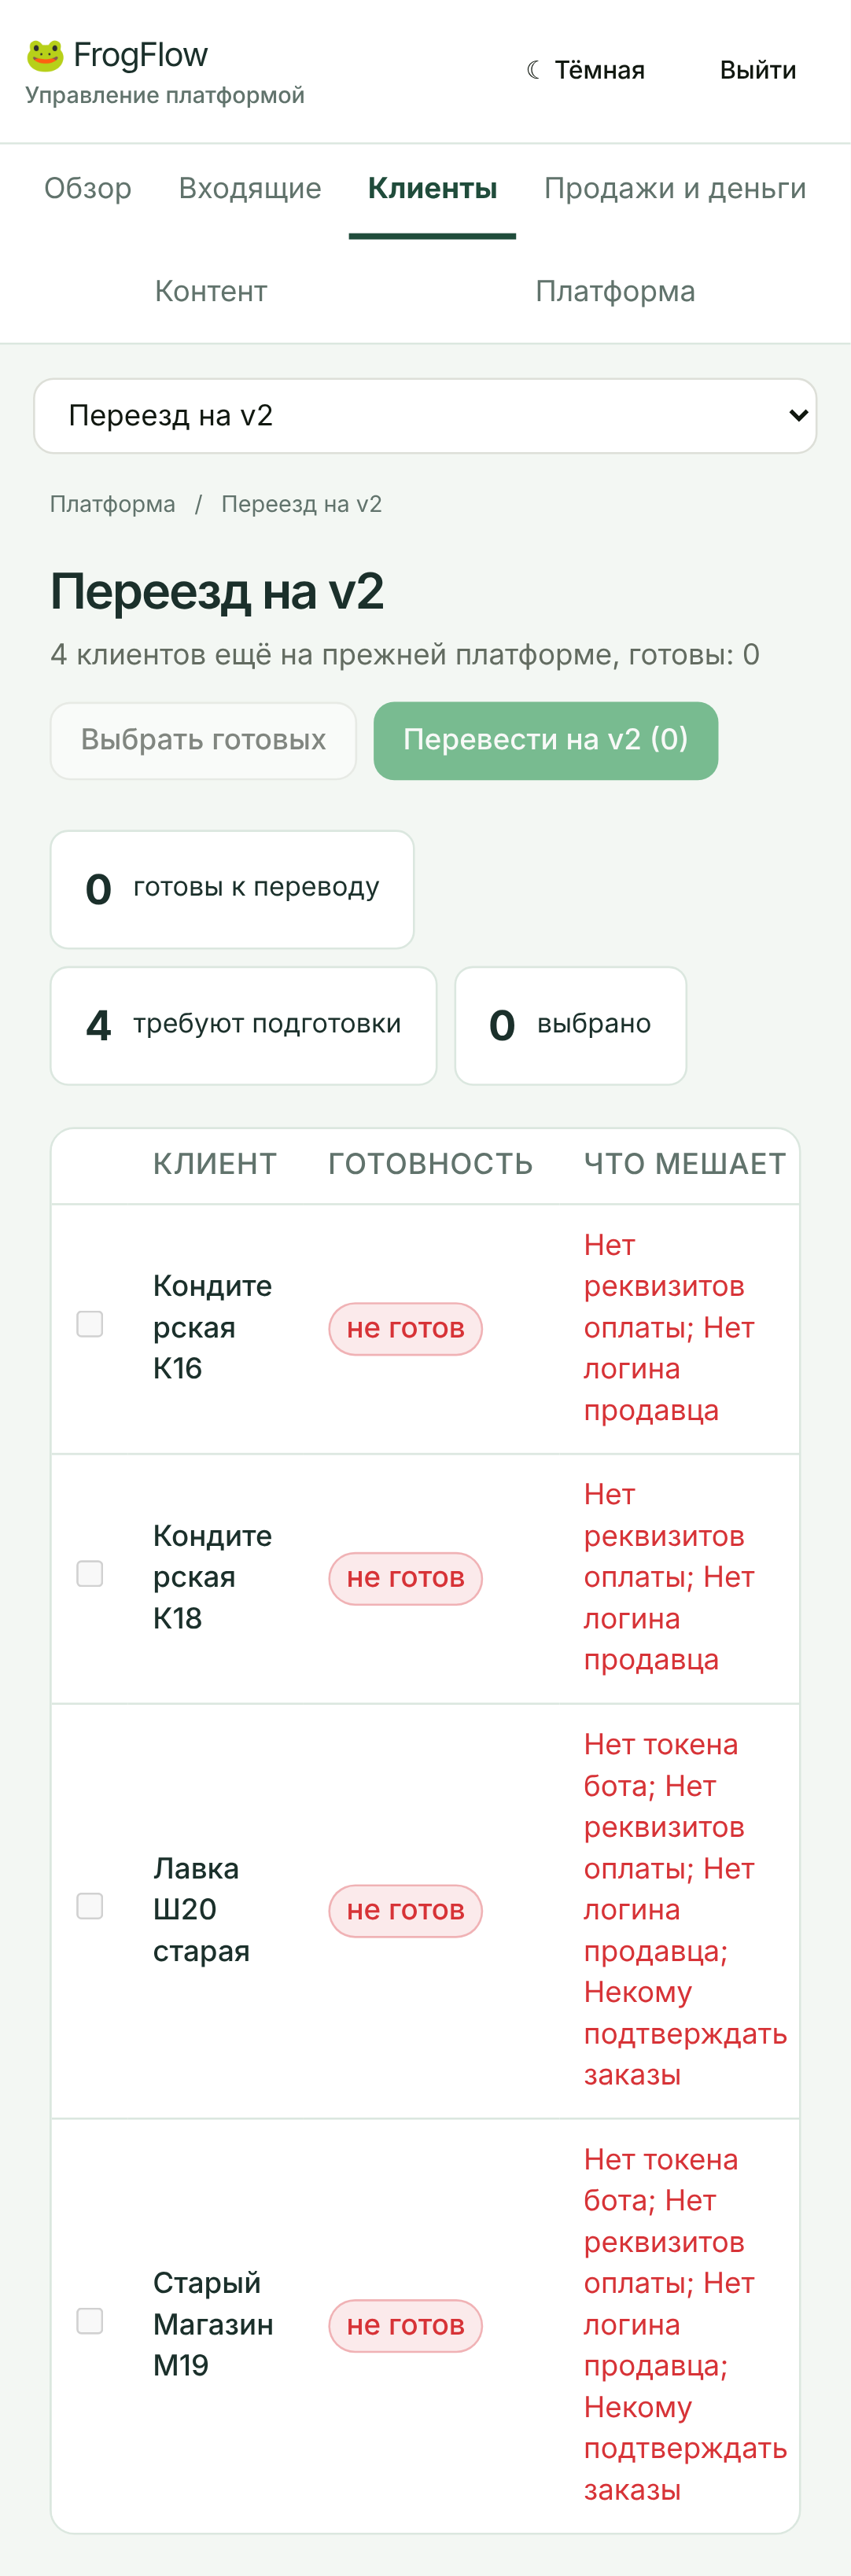 🐸 FrogFlow
Управление платформой
☾ Тёмная
Выйти
Обзор Входящие Клиенты Продажи и деньги
Контент Платформа
Переезд на v2
Платформа / Переезд на v2
Переезд на v2
4 клиентов ещё на прежней платформе, готовы: 0
Выбрать готовых
Перевести на v2 (0)
0 готовы к переводу
4 требуют подготовки
0 выбрано
КЛИЕНТ ГОТОВНОСТЬ ЧТО МЕШАЕТ
Кондите
рская
К16
не готов
Нет
реквизитов
оплаты; Нет
логина
продавца
Кондите
рская
К18
не готов
Нет
реквизитов
оплаты; Нет
логина
продавца
Лавка
Ш20
старая
не готов
Нет токена
бота; Нет
реквизитов
оплаты; Нет
логина
продавца;
Некому
подтверждать
заказы
Старый
Магазин
М19
не готов
Нет токена
бота; Нет
реквизитов
оплаты; Нет
логина
продавца;
Некому
подтверждать
заказы